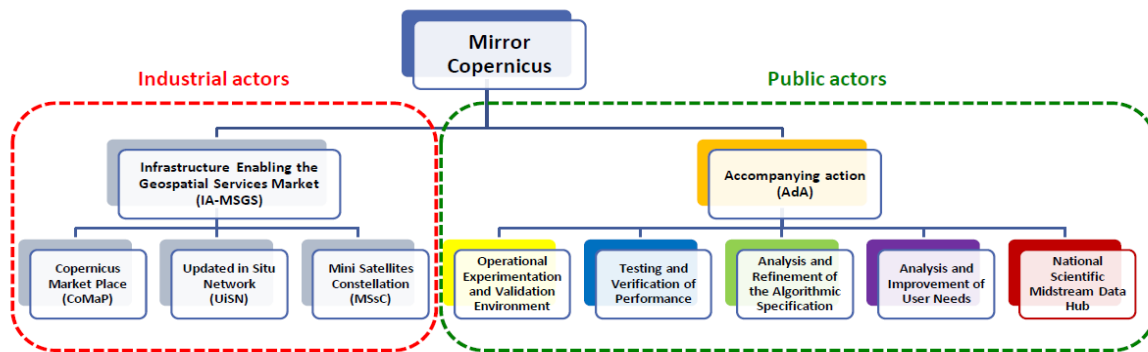 Mirror
Copernicus
Industrial actors
Public actors
Infrastructure Enabling the
Geospatial Services Market
(IA-MSGS)
Accompanying action
(AdA)
Copernicus
Market Place
(CoMaP)
Updated in Situ
Network
(UiSN)
Mini Satellites
Constellation
(MSsC)
Operational
Experimentation
and Validation
Environment
Testing and
Verification of
Performance
Analysis and
Refinement of
the Algorithmic
Specification
Analysis and
Improvement of
User Needs
National
Scientific
Midstream Data
Hub